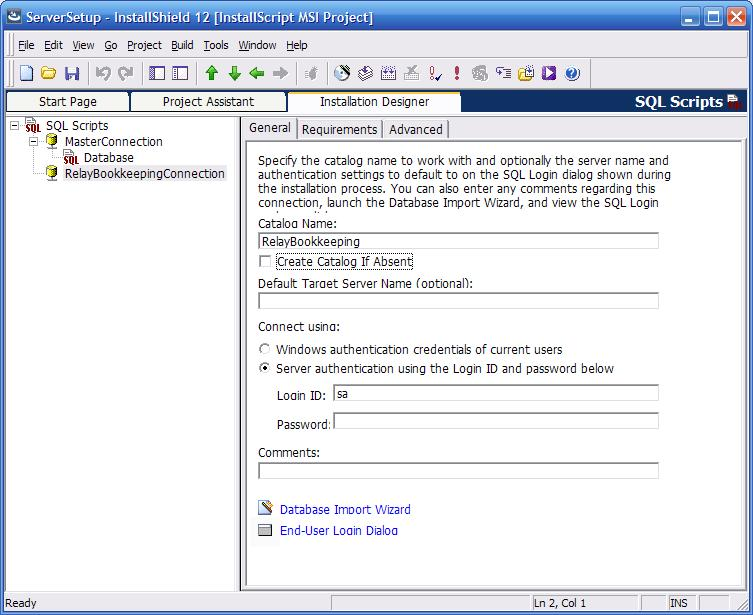 ServerSetup - InstallShield 12 [InstallScript MSI Project]
File Edit View Go Project Build Tools Window Help
Start Page Project Assistant Installation Designer SQL Scripts
SQL Scripts
MasterConnection
SQL Database
RelayBookkeepingConnection
General Requirements Advanced
Specify the catalog name to work with and optionally the server name and
authentication settings to default to on the SQL Login dialog shown during
the installation process. You can also enter any comments regarding this
connection, launch the Database Import Wizard, and view the SQL Login
Catalog Name:
RelayBookkeeping
Create Catalog If Absent
Default Target Server Name (optional):
Connect using:
Windows authentication credentials of current users
Server authentication using the Login ID and password below
Login ID: sa
Password:
Comments:
Database Import Wizard
End-User Login Dialog
Ready Ln 2, Col 1 INS